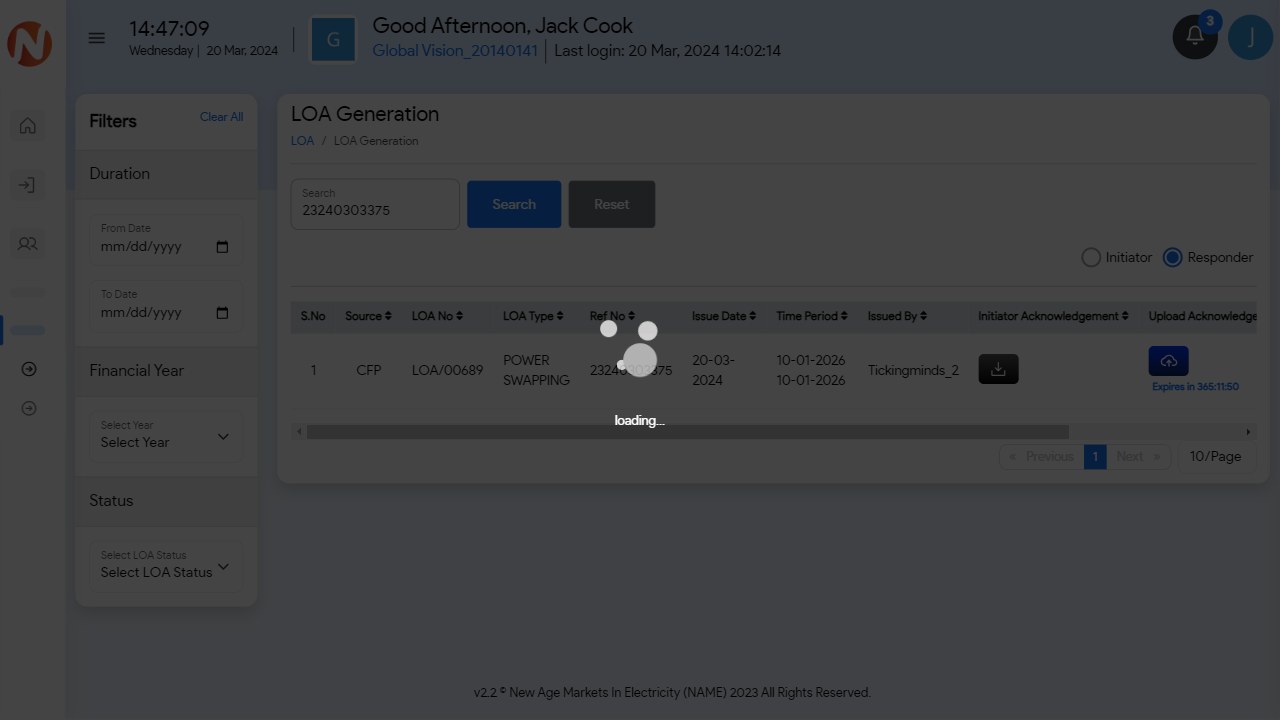 14:47:09
Wednesday | 20 Mar, 2024
G
Good Afternoon, Jack Cook
Global Vision_20140141 | Last login: 20 Mar, 2024 14:02:14
3
J
Filters
Clear All
Duration
From Date
mm/dd/yyyy
To Date
mm/dd/yyyy
Financial Year
Select Year
Select Year
Status
Select LOA Status
Select LOA Status
LOA Generation
LOA / LOA Generation
Search
23240303375
Search
Reset
Initiator
Responder
S.No Source LOA No LOA Type Ref No Issue Date Time Period Issued By Initiator Acknowledgement Upload Acknowledge
1 CFP LOA/00689 POWER SWAPPING 23240303375 20-03-2024 10-01-2026 10-01-2026 Tickingminds_2
Expires in 365:11:50
loading...
« Previous 1 Next »
10/Page
v2.2 © New Age Markets In Electricity (NAME) 2023 All Rights Reserved.